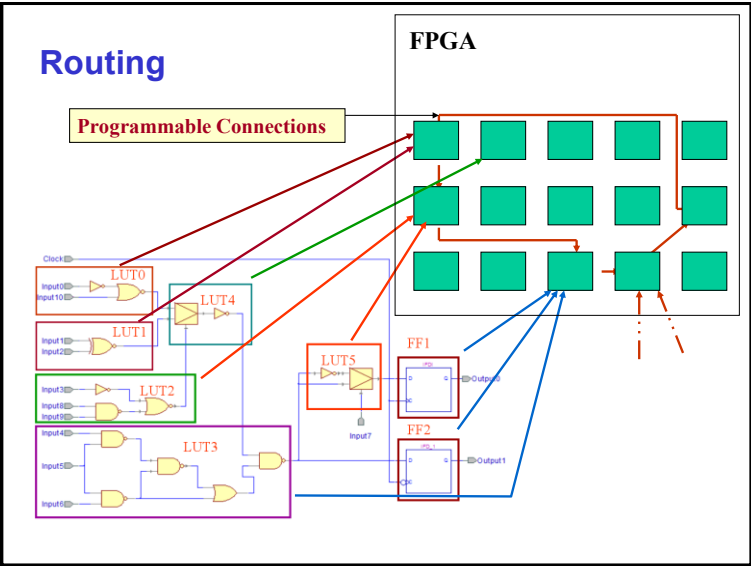 Routing
FPGA
Programmable Connections
Clock
LUT0
Input0
Input10
LUT4
LUT1
Input1
Input2
LUT2
Input3
Input8
Input9
LUT5
Input7
FF1
D
Q
Output0
FF2
D
Q
Output1
LUT3
Input4
Input5
Input6